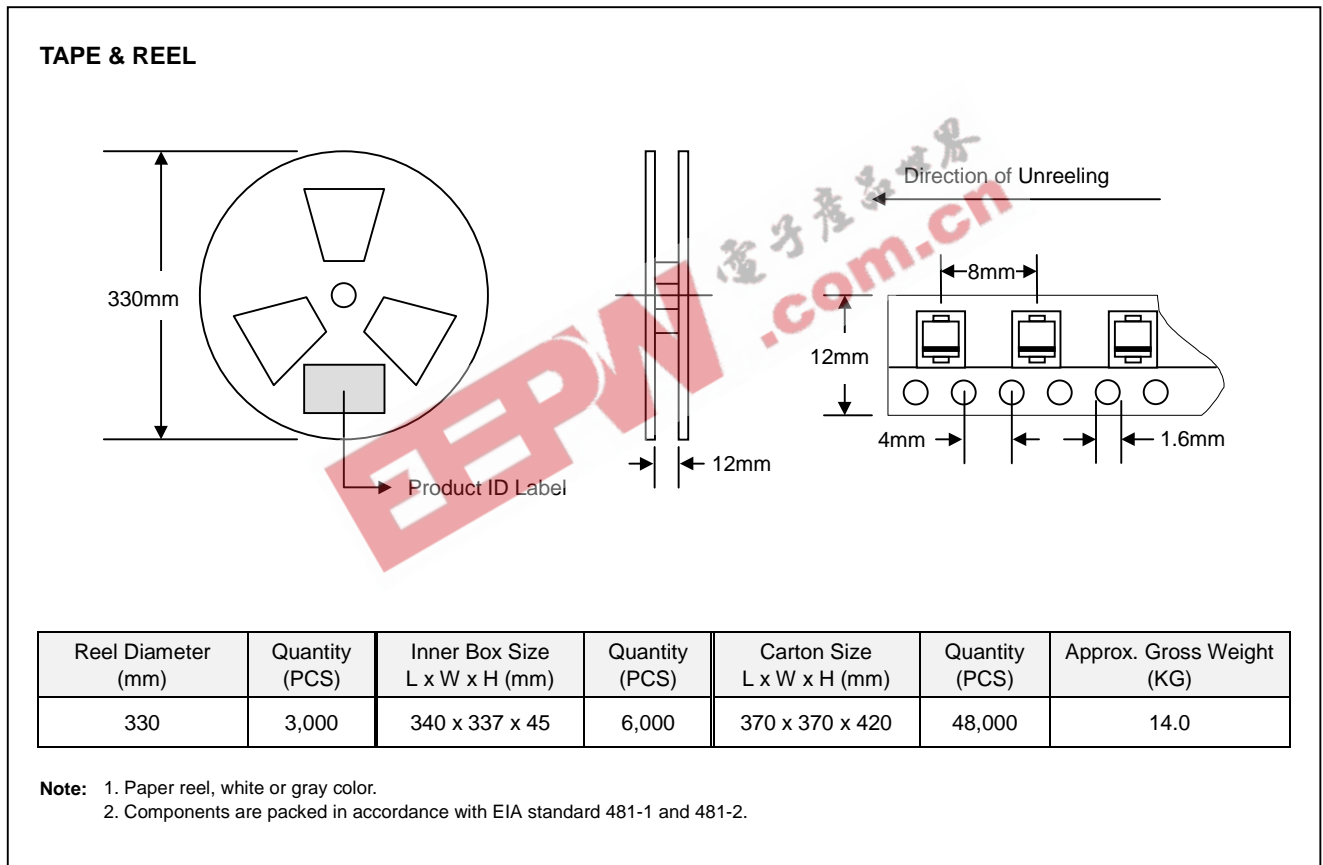 TAPE & REEL
電子產品世界
.com.cn
EEPW
Direction of Unreeling
8mm
330mm
12mm
4mm
1.6mm
12mm
Product ID Label
Reel Diameter (mm)
Quantity (PCS)
Inner Box Size L x W x H (mm)
Quantity (PCS)
Carton Size L x W x H (mm)
Quantity (PCS)
Approx. Gross Weight (KG)
330
3,000
340 x 337 x 45
6,000
370 x 370 x 420
48,000
14.0
Note: 1. Paper reel, white or gray color.
2. Components are packed in accordance with EIA standard 481-1 and 481-2.